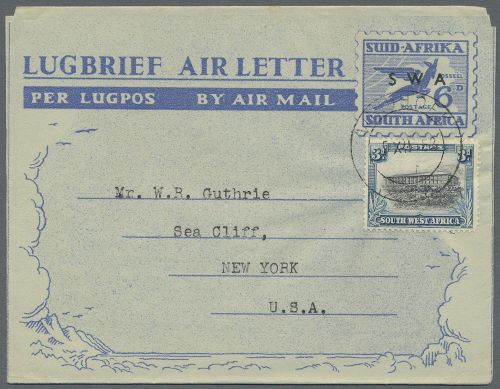 LUGBRIEF AIR LETTER
PER LUGPOS BY AIR MAIL
SUID-AFRIKA
S W A
POSSEËL
6D
POSTAGE
SOUTH AFRICA
POSTAGE
3d 3d
SOUTH WEST AFRICA
Mr. W.R. Guthrie
Sea Cliff,
NEW YORK
U.S.A.